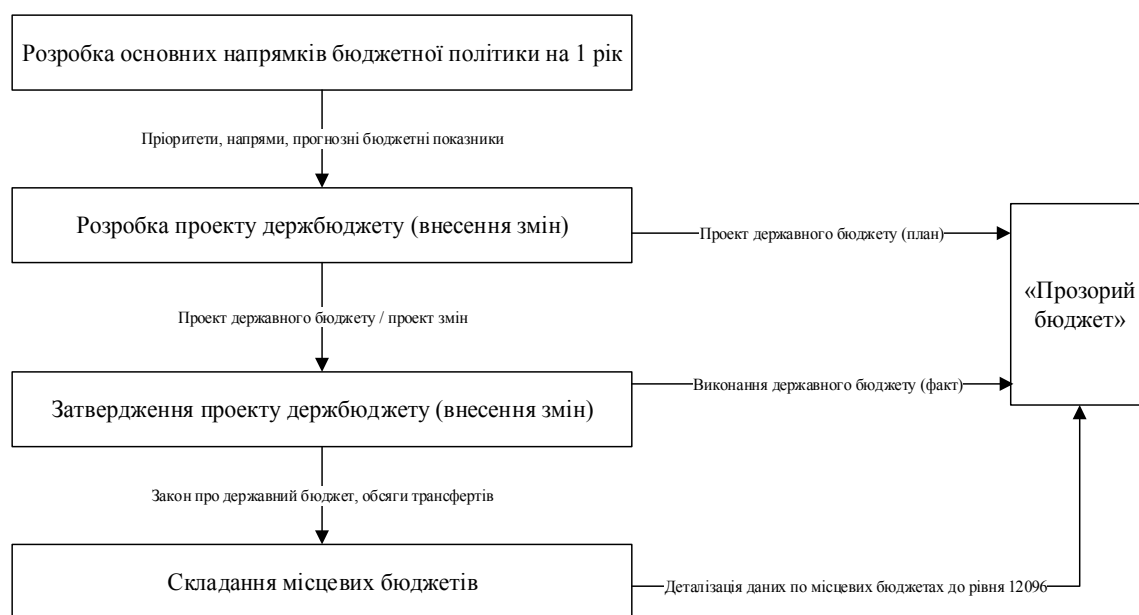 Розробка основних напрямків бюджетної політики на 1 рік
Пріоритети, напрями, прогнозні бюджетні показники
Розробка проекту держбюджету (внесення змін)
Проект державного бюджету (план)
«Прозорий
бюджет»
Проект державного бюджету / проект змін
Затвердження проекту держбюджету (внесення змін)
Виконання державного бюджету (факт)
Закон про державний бюджет, обсяги трансфертів
Складання місцевих бюджетів
Деталізація даних по місцевих бюджетах до рівня 12096